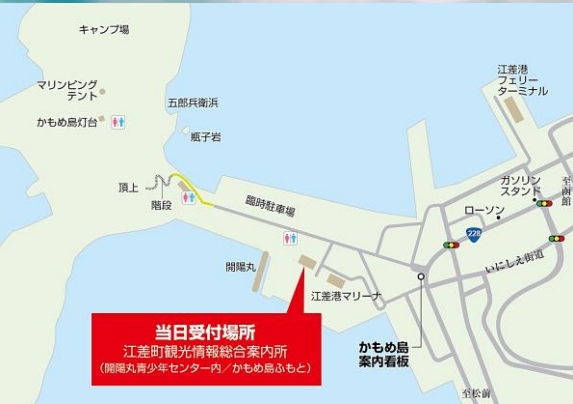 キャンプ場
マリンピング
テント
かもめ島灯台
五郎兵衛浜
瓶子岩
頂上
階段
臨時駐車場
開陽丸
江差港マリーナ
江差港
フェリー
ターミナル
ガソリン
スタンド
至函館
ローソン
228
いにしえ街道
かもめ島
案内看板
至松前
当日受付場所
江差町観光情報総合案内所
(開陽丸青少年センター内/かもめ島ふもと)